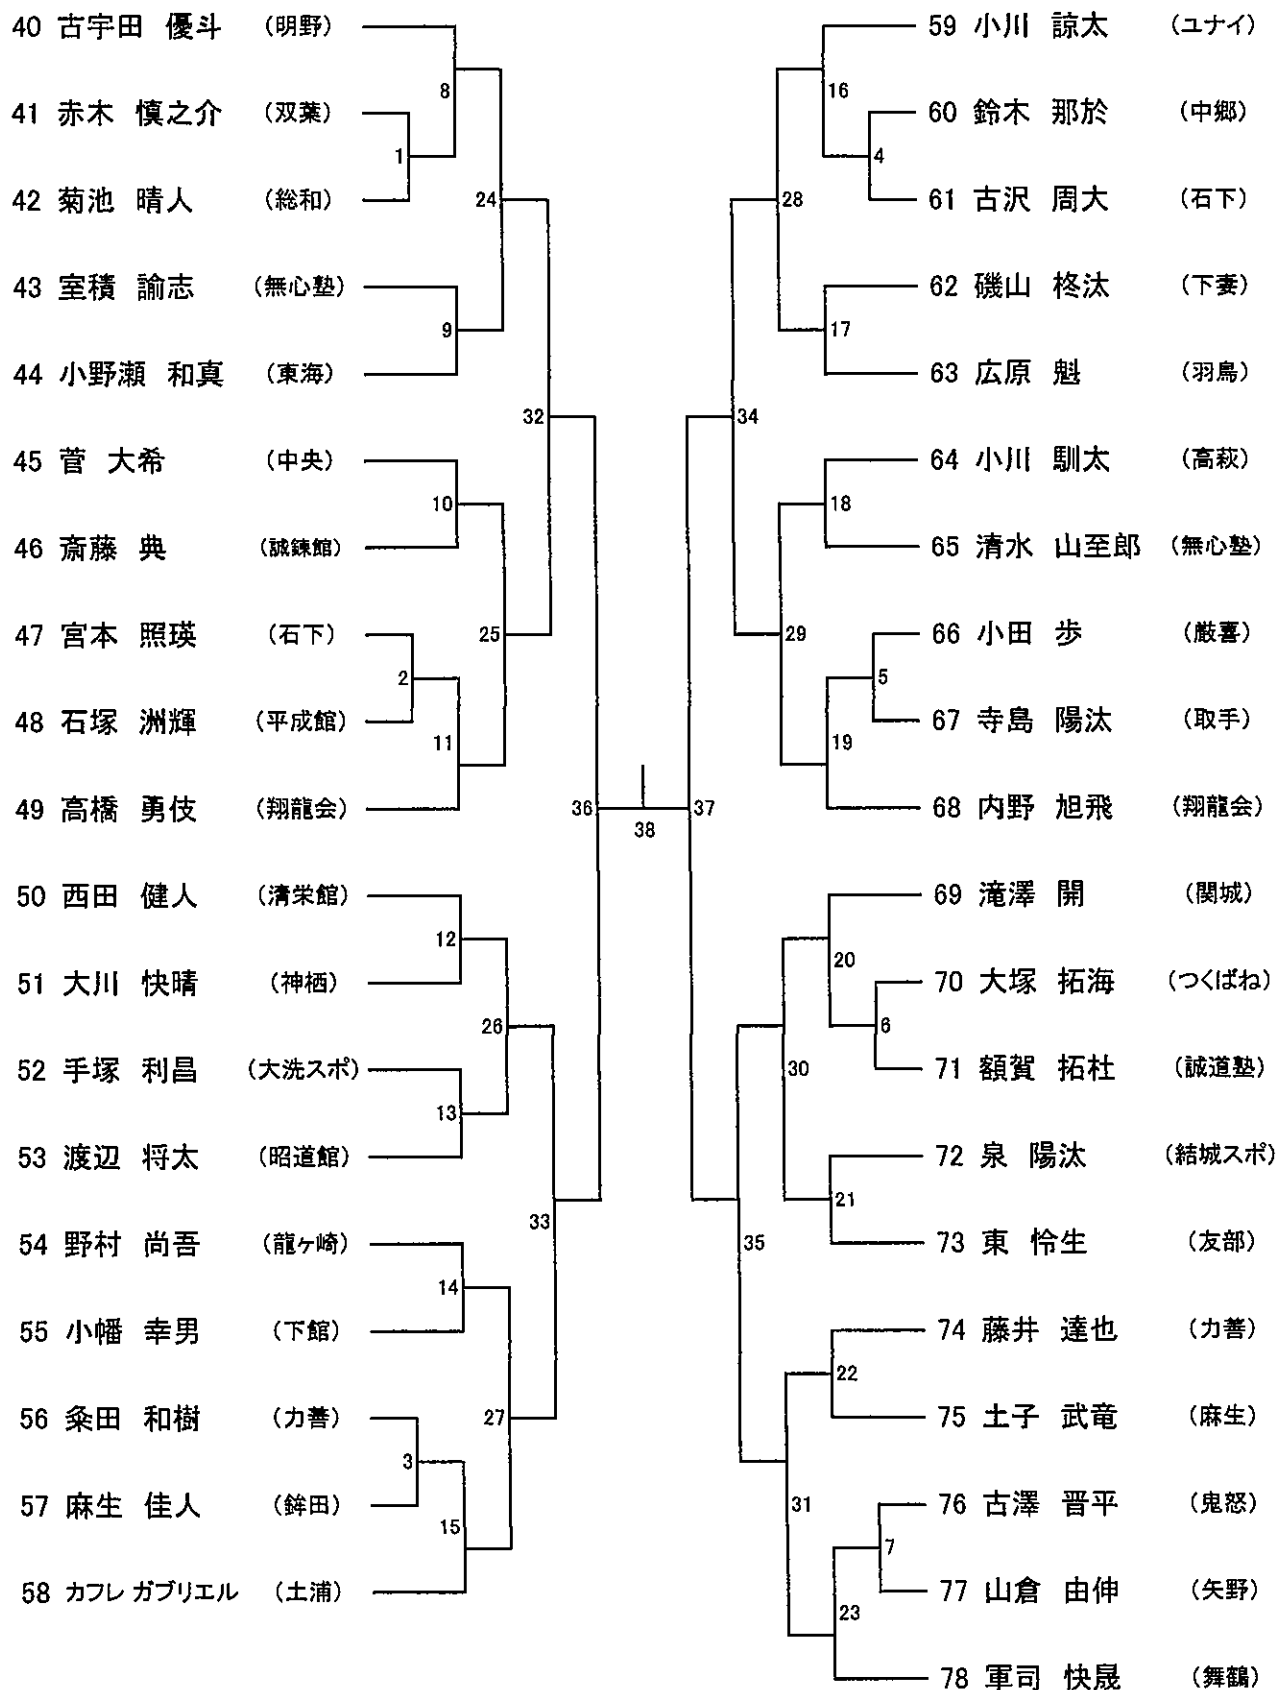 40 古宇田 優斗 (明野)
41 赤木 慎之介 (双葉)
42 菊池 晴人 (総和)
43 室積 諭志 (無心塾)
44 小野瀬 和真 (東海)
45 菅 大希 (中央)
46 斎藤 典 (誠錬館)
47 宮本 照瑛 (石下)
48 石塚 洲輝 (平成館)
49 高橋 勇伎 (翔龍会)
50 西田 健人 (清栄館)
51 大川 快晴 (神栖)
52 手塚 利昌 (大洗スポ)
53 渡辺 将太 (昭道館)
54 野村 尚吾 (龍ヶ崎)
55 小幡 幸男 (下館)
56 粂田 和樹 (力善)
57 麻生 佳人 (鉾田)
58 カフレ ガブリエル (土浦)
8
1
24
9
32
10
25
2
11
36
12
26
13
33
14
27
3
15
38
59 小川 諒太 (ユナイ)
60 鈴木 那於 (中郷)
61 古沢 周大 (石下)
62 磯山 柊汰 (下妻)
63 広原 魁 (羽鳥)
64 小川 馴太 (高萩)
65 清水 山至郎 (無心塾)
66 小田 歩 (厳喜)
67 寺島 陽汰 (取手)
68 内野 旭飛 (翔龍会)
69 滝澤 開 (関城)
70 大塚 拓海 (つくばね)
71 額賀 拓杜 (誠道塾)
72 泉 陽汰 (結城スポ)
73 東 怜生 (友部)
74 藤井 達也 (力善)
75 土子 武竜 (麻生)
76 古澤 晋平 (鬼怒)
77 山倉 由伸 (矢野)
78 軍司 快晟 (舞鶴)
16
4
28
17
34
18
29
5
19
37
20
6
30
21
35
22
31
7
23